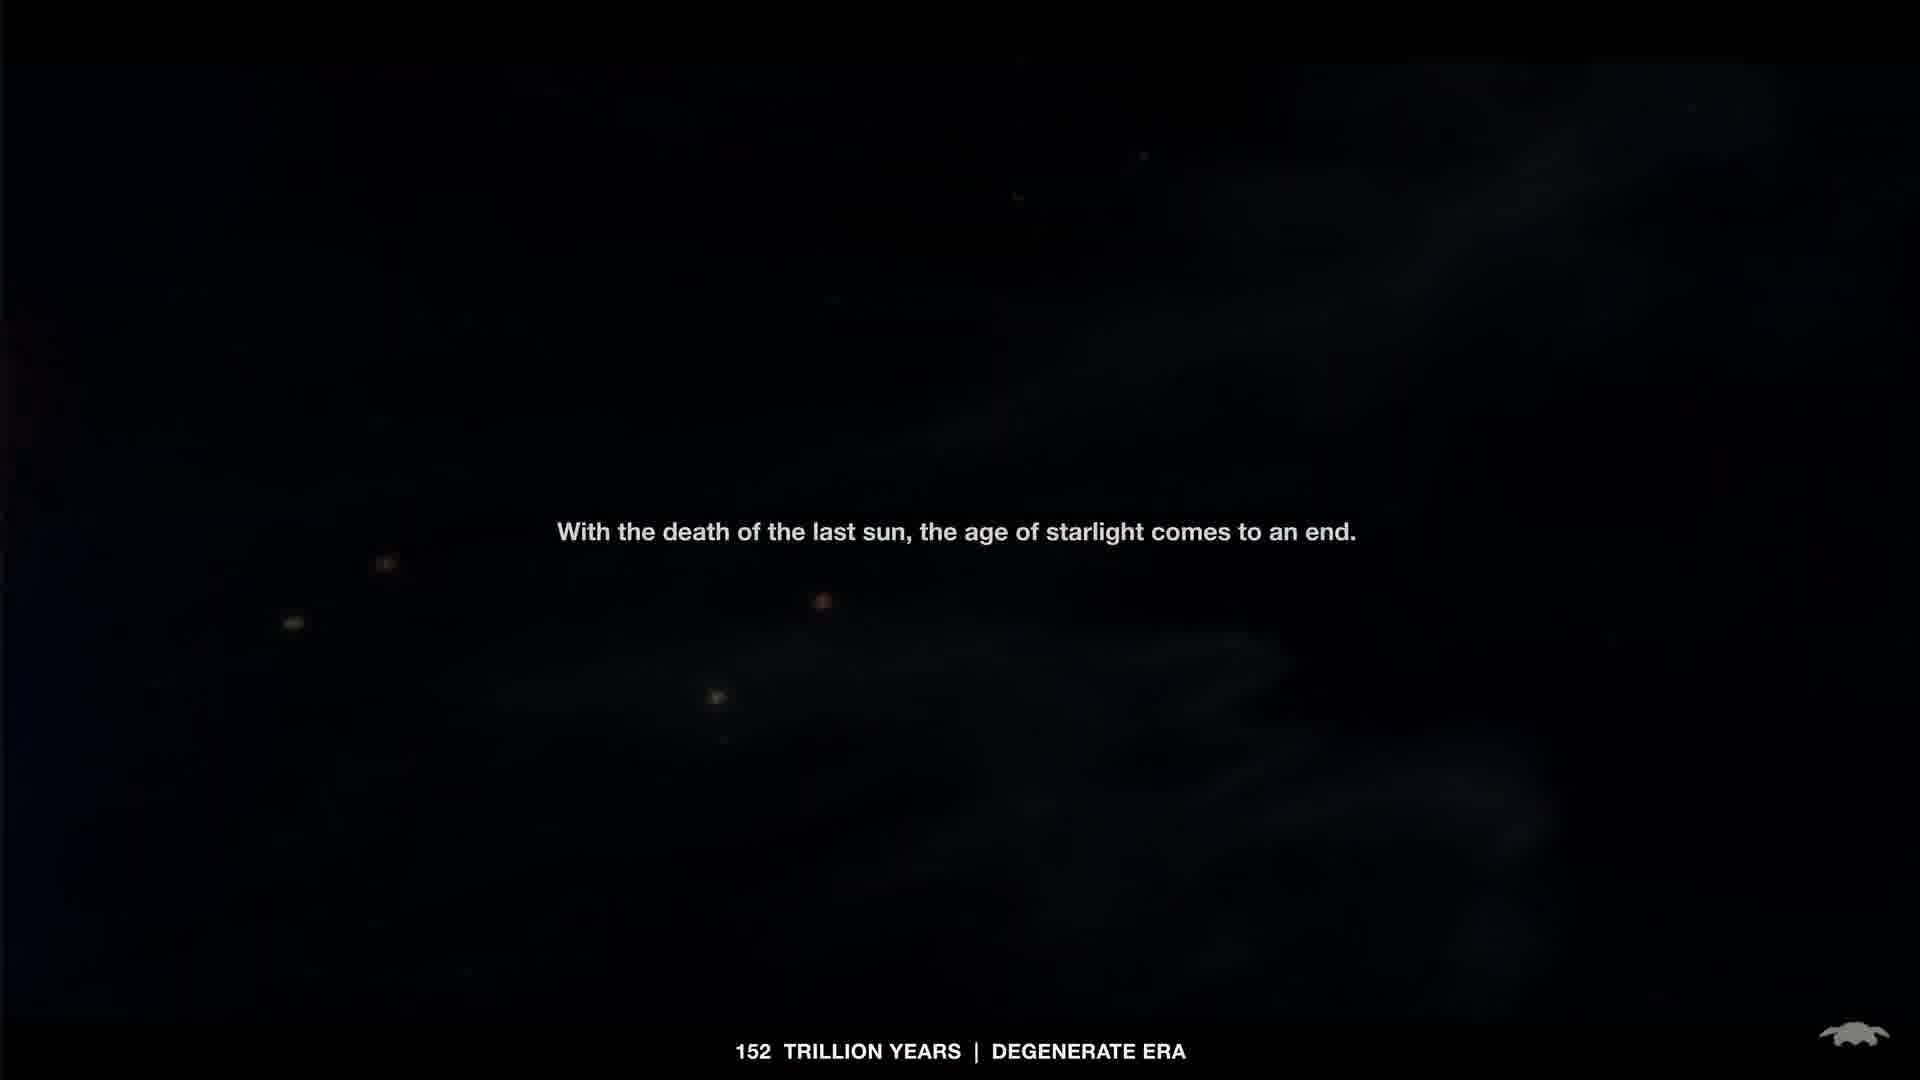 With the death of the last sun, the age of starlight comes to an end.
152 TRILLION YEARS | DEGENERATE ERA